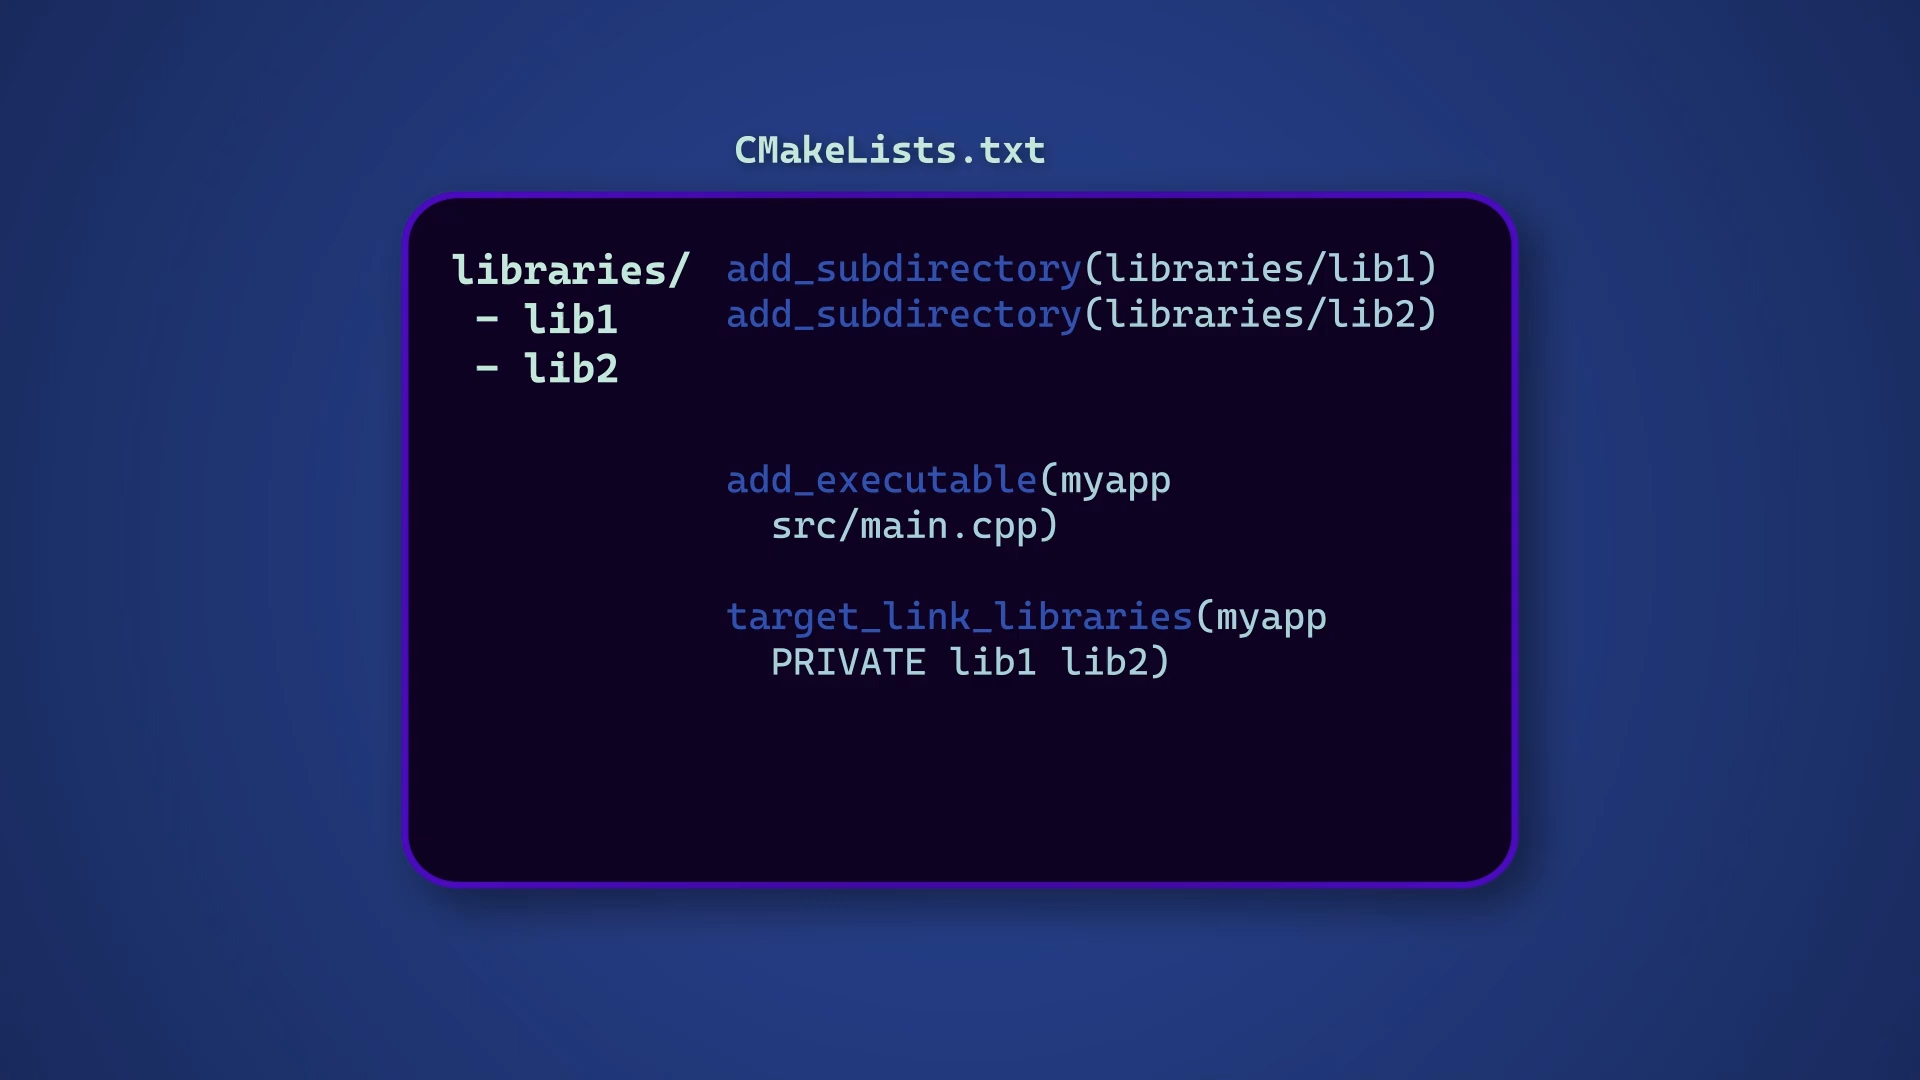 CMakeLists.txt
libraries/
- lib1
- lib2
add_subdirectory(libraries/lib1)
add_subdirectory(libraries/lib2)
add_executable(myapp
src/main.cpp)
target_link_libraries(myapp
PRIVATE lib1 lib2)